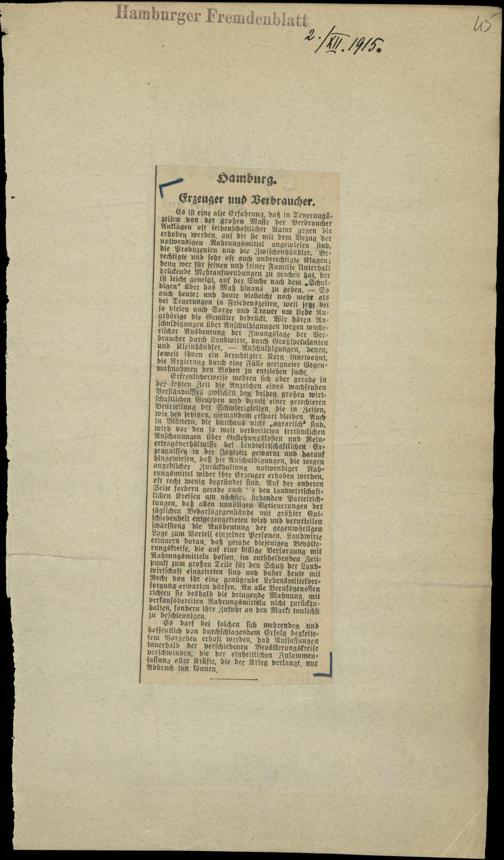 Hamburger Fremdenblatt
2./XII. 1915.
Hamburg.
Erzeuger und Verbraucher.
Es ist eine alte Erfahrung, daß in Teuerungs-
zeiten von der großen Masse der Verbraucher
Anklagen oft leidenschaftlicher Natur gegen die
erhoben werden, auf die sie mit dem Bezug der
notwendigen Nahrungsmittel angewiesen sind,
die Produzenten und die Zwischenhändler. Be-
rechtigte und sehr oft auch unberechtigte Klagen;
denn wer für seinen und seiner Familie Unterhalt
drückende Mehraufwendungen zu machen hat, der
ist leicht geneigt, auf der Suche nach dem „Schul-
digen" über das Maß hinaus zu gehen. — So
auch heute; und heute vielleicht noch mehr als
bei Teuerungen in Friedenszeiten, weil jetzt bei
so vielen auch Sorge und Trauer um liebe An-
gehörige die Gemüter bedrückt. Wir hören An-
schuldigungen über Anschuldigungen wegen wuche-
rischer Ausbeutung der Zwangslage der Ver-
braucher durch Landwirte, durch Großspekulanten
und Kleinhändler, — Anschuldigungen, denen,
soweit ihnen ein berechtigter Kern innewohnt,
die Regierung durch eine Fülle geeigneter Gegen-
maßnahmen den Boden zu entziehen sucht.
Erfreulicherweise mehren sich aber gerade in
der letzten Zeit die Anzeichen eines wachsenden
Verständnisses zwischen den beiden großen wirt-
schaftlichen Gruppen und damit einer gerechteren
Beurteilung der Schwierigkeiten, die in Zeiten,
wie den jetzigen, niemandem erspart bleiben. Auch
in Blättern, die durchaus nicht „agrarisch" sind,
wird vor den so weit verbreiteten irrtümlichen
Anschauungen über Gestehungskosten und Rein-
ertragsverhältnisse bei landwirtschaftlichen Er-
zeugnissen in der Jetztzeit gewarnt und darauf
hingewiesen, daß die Anschuldigungen, die wegen
angeblicher Zurückhaltung notwendiger Nah-
rungsmittel wider ihre Erzeuger erhoben werden,
oft recht wenig begründet sind. Auf der anderen
Seite fordern gerade auch die den landwirtschaft-
lichen Kreisen am nächsten stehenden Parteirich-
tungen, daß allen unnötigen Verteuerungen der
täglichen Bedarfsgegenstände mit größter Ent-
schiedenheit entgegengetreten wird und verurteilen
schärfstens die Ausbeutung der gegenwärtigen
Lage zum Vorteil einzelner Personen. Landwirte
erinnern daran, daß gerade diejenigen Bevölke-
rungskreise, die auf eine billige Versorgung mit
Nahrungsmitteln hoffen, im entscheidenden Zeit-
punkt zum großen Teile für den Schutz der Land-
wirtschaft eingetreten sind und daher heute mit
Recht von ihr eine genügende Lebensmittelver-
sorgung erwarten dürfen. An alle Berufsgenossen
richten sie deshalb die dringende Mahnung, mit
verkaufsbereiten Nahrungsmitteln nicht zurückzu-
halten, sondern ihre Zufuhr an den Markt tunlichst
zu beschleunigen.
Es darf bei solchen sich mehrenden und
hoffentlich von durchschlagendem Erfolg begleite-
tem Vorgehen erhofft werden, daß Auffassungen
innerhalb der verschiedenen Bevölkerungskreise
verschwinden, die der einheitlichen Zusammen-
fassung aller Kräfte, die der Krieg verlangt, nur
Abbruch tun können.